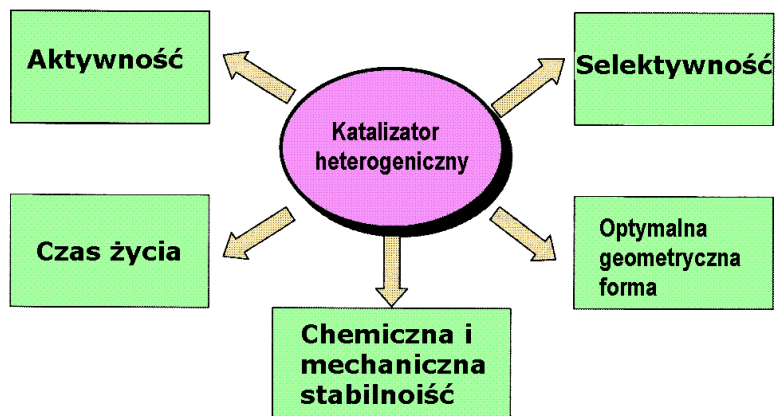 Aktywność
Selektywność
Katalizator
heterogeniczny
Czas życia
Optymalna
geometryczna
forma
Chemiczna i
mechaniczna
stabilnoiść